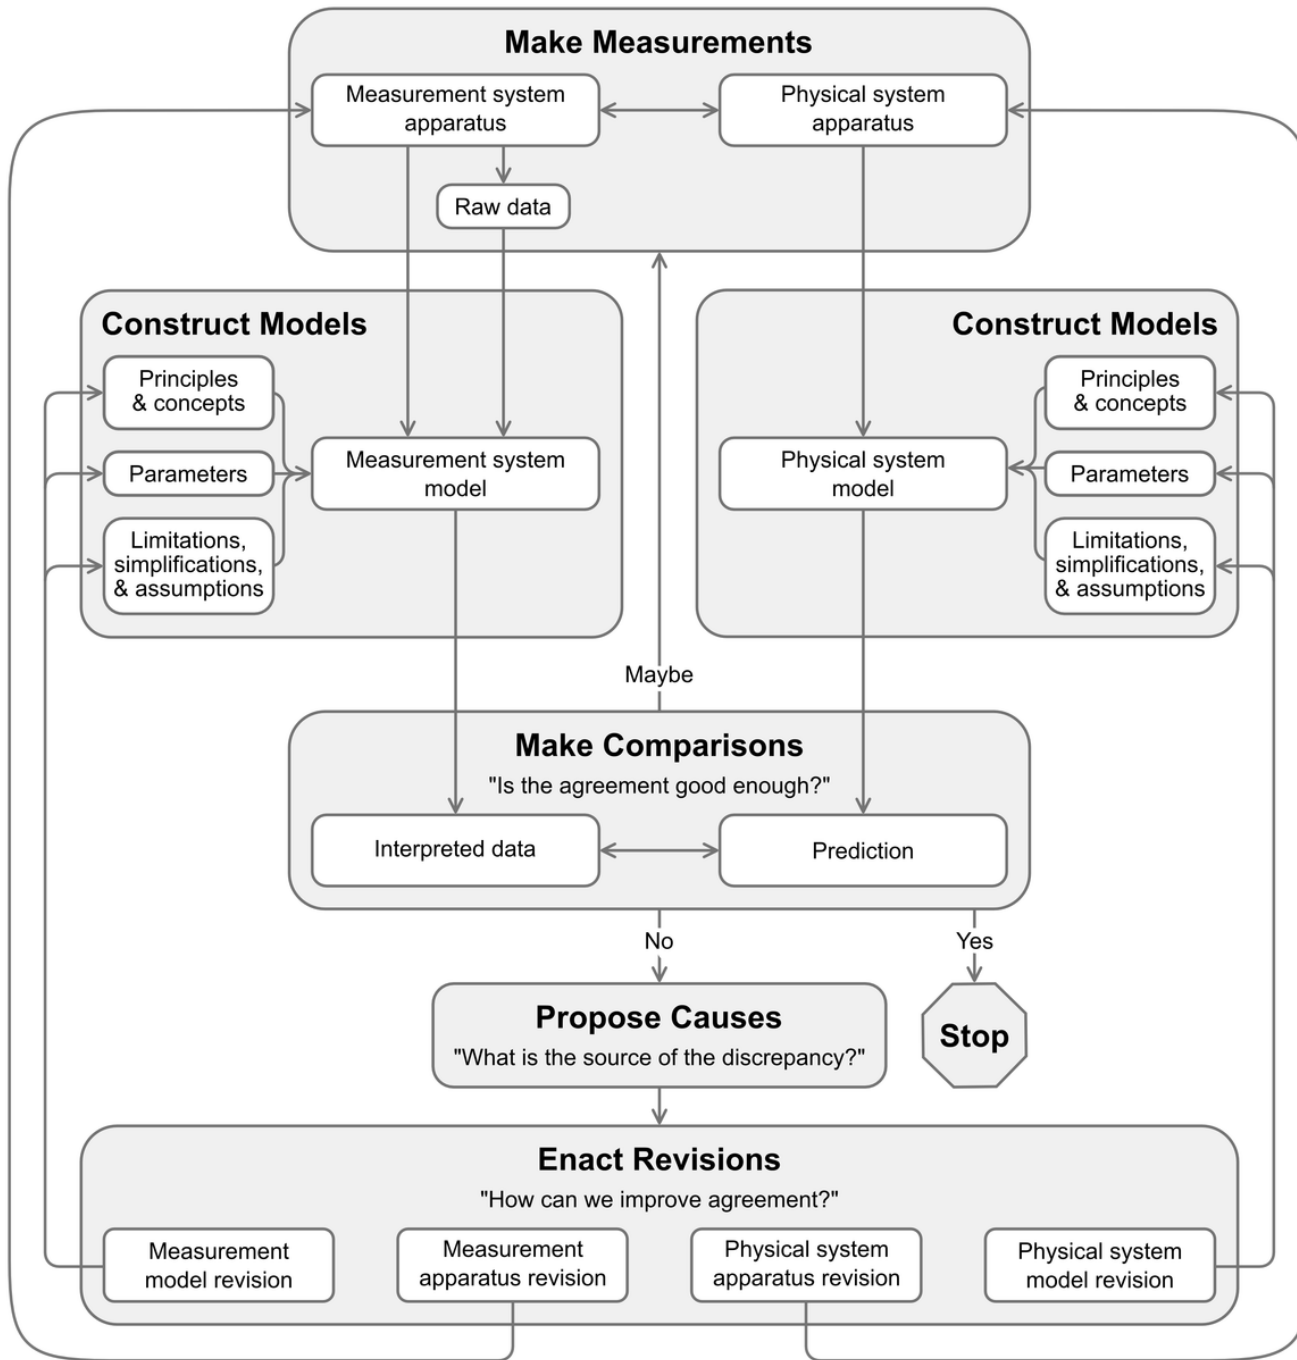 Make Measurements
Measurement system
apparatus
Physical system
apparatus
Raw data
Construct Models
Principles
& concepts
Parameters
Limitations,
simplifications,
& assumptions
Measurement system
model
Construct Models
Physical system
model
Principles
& concepts
Parameters
Limitations,
simplifications,
& assumptions
Maybe
Make Comparisons
"Is the agreement good enough?"
Interpreted data
Prediction
No
Yes
Propose Causes
"What is the source of the discrepancy?"
Stop
Enact Revisions
"How can we improve agreement?"
Measurement
model revision
Measurement
apparatus revision
Physical system
apparatus revision
Physical system
model revision